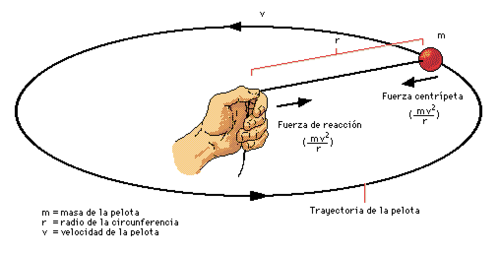 v
r
m
Fuerza centrípeta
(mv²/r)
Fuerza de reacción
(mv²/r)
m = masa de la pelota
r = radio de la circunferencia
v = velocidad de la pelota
Trayectoria de la pelota